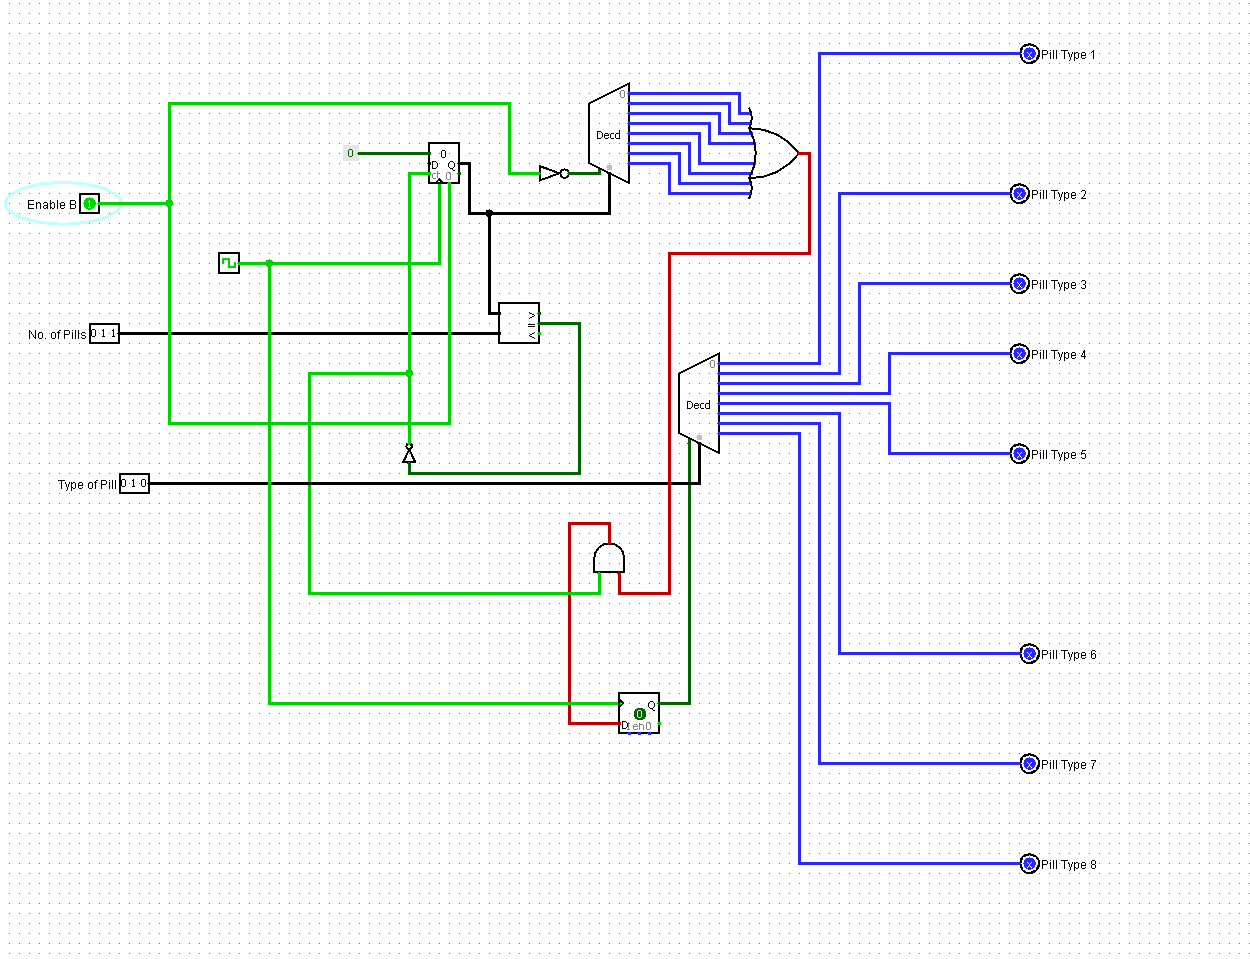 Pill Type 1
0
Decd
0
0
D Q
ct 0
Enable B 1
Pill Type 2
Pill Type 3
No. of Pills 0 1 1
>
=
<
Pill Type 4
0
Decd
Pill Type 5
Type of Pill 0 1 0
Pill Type 6
Q
0
D en0
Pill Type 7
Pill Type 8